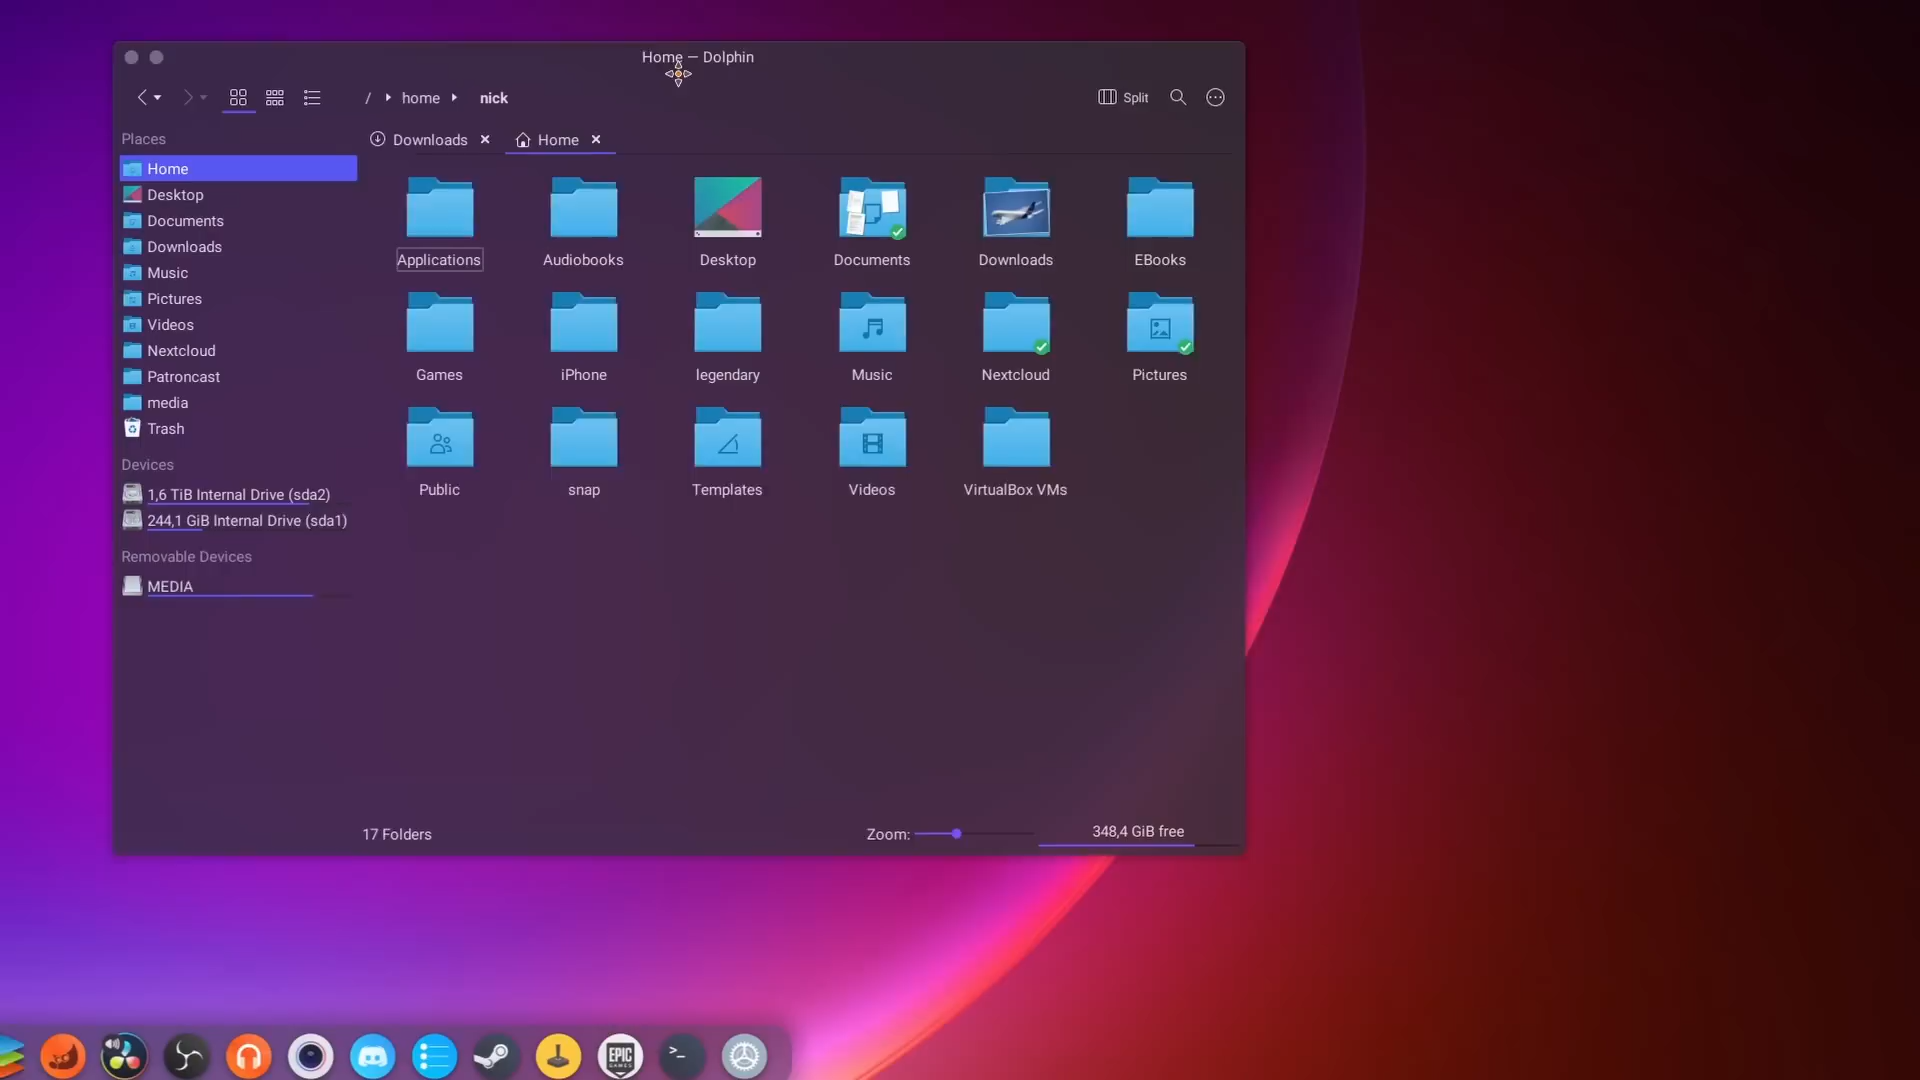 Home — Dolphin
/ home nick
Split
Places
Downloads
Home
Home
Desktop
Documents
Downloads
Music
Pictures
Videos
Nextcloud
Patroncast
media
Trash
Devices
1,6 TiB Internal Drive (sda2)
244,1 GiB Internal Drive (sda1)
Removable Devices
MEDIA
Applications Audiobooks Desktop Documents Downloads EBooks
Games iPhone legendary Music Nextcloud Pictures
Public snap Templates Videos VirtualBox VMs
17 Folders
Zoom:
348,4 GiB free
EPIC
GAMES